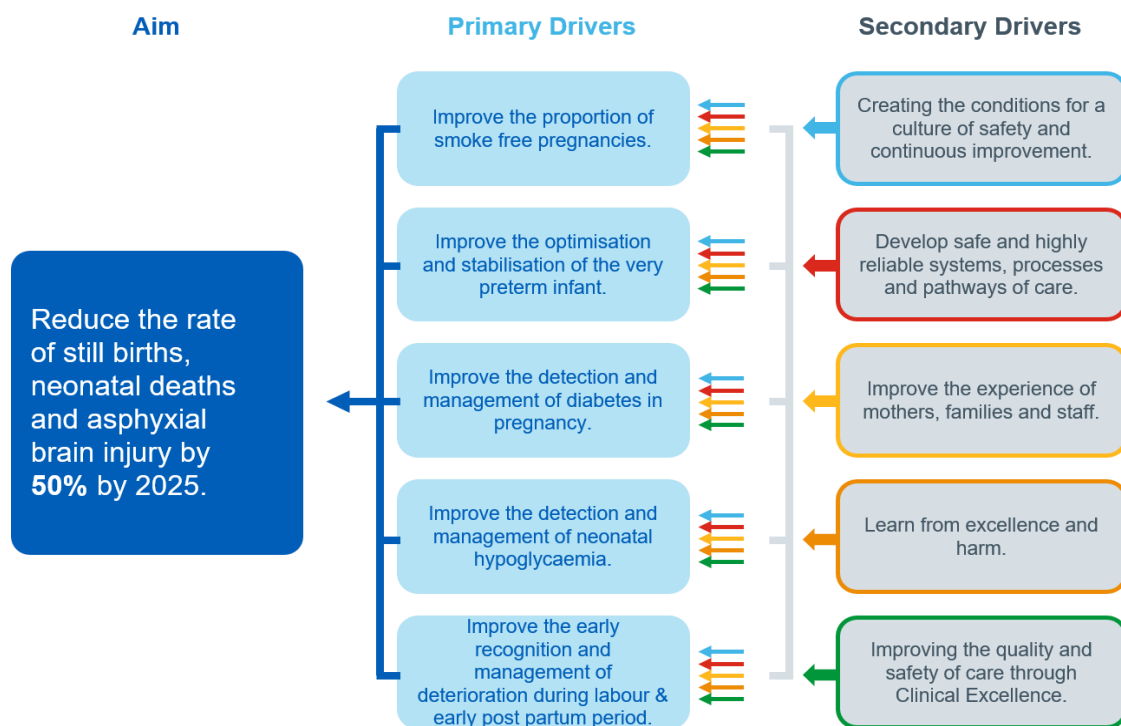 Aim
Primary Drivers
Secondary Drivers
Reduce the rate
of still births,
neonatal deaths
and asphyxial
brain injury by
50% by 2025.
Improve the proportion of
smoke free pregnancies.
Improve the optimisation
and stabilisation of the very
preterm infant.
Improve the detection and
management of diabetes in
pregnancy.
Improve the detection and
management of neonatal
hypoglycaemia.
Improve the early
recognition and
management of
deterioration during labour &
early post partum period.
Creating the conditions for a
culture of safety and
continuous improvement.
Develop safe and highly
reliable systems, processes
and pathways of care.
Improve the experience of
mothers, families and staff.
Learn from excellence and
harm.
Improving the quality and
safety of care through
Clinical Excellence.